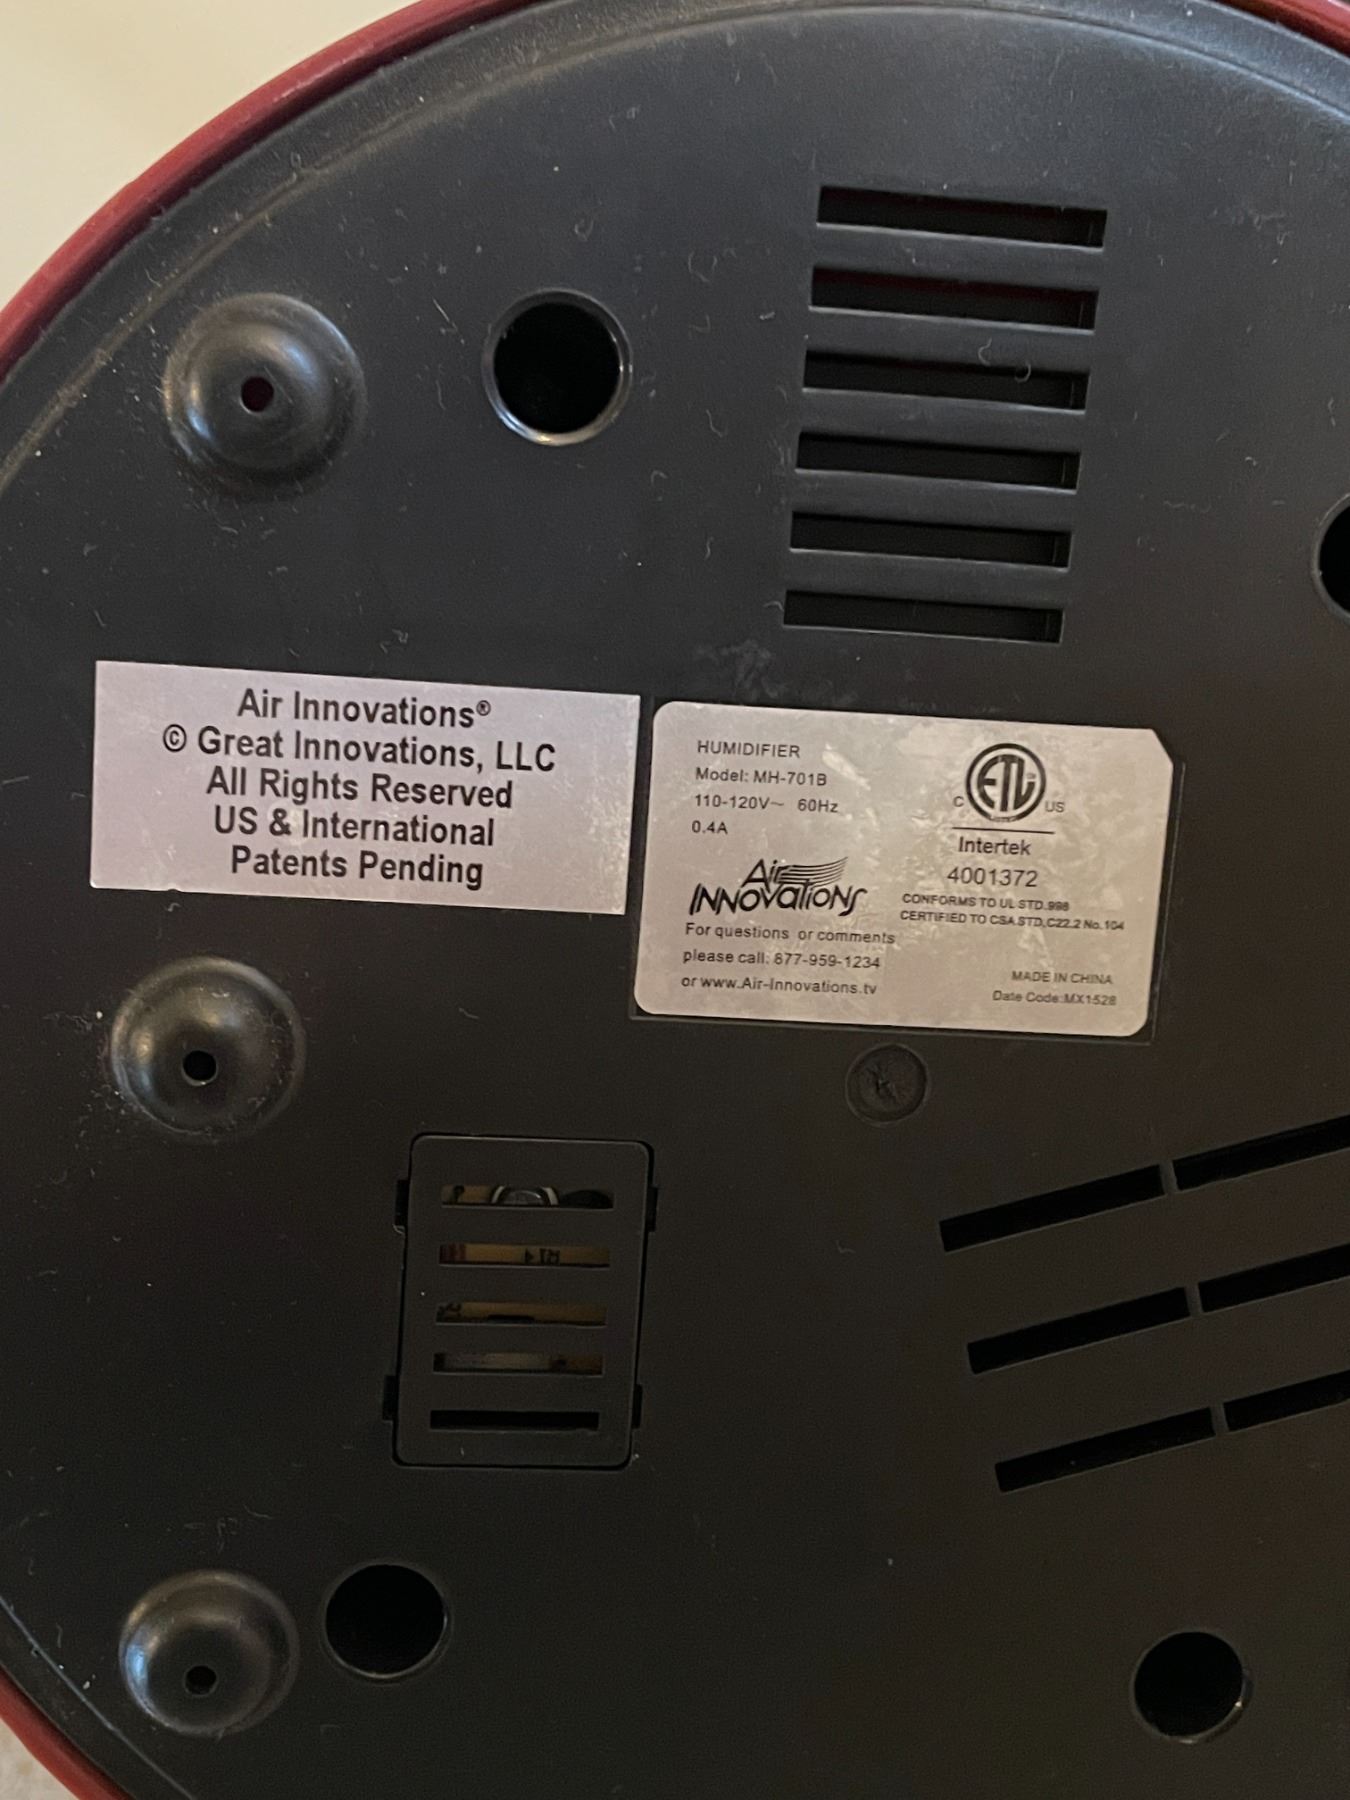 Air Innovations®
© Great Innovations, LLC
All Rights Reserved
US & International
Patents Pending
HUMIDIFIER
Model: MH-701B
110-120V~ 60Hz
0.4A
Air
INNOVATIONS
For questions or comments
please call: 877-959-1234
or www.Air-Innovations.tv
ETL
C US
Intertek
4001372
CONFORMS TO UL STD.998
CERTIFIED TO CSA STD.C22.2 No.104
MADE IN CHINA
Date Code:MX1528